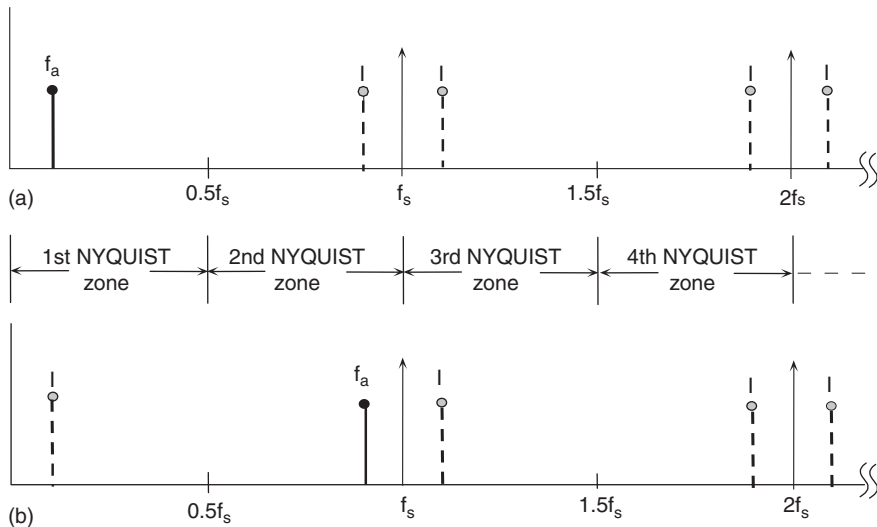 fa I I I I
(a) 0.5fs fs 1.5fs 2fs
1st NYQUIST zone
2nd NYQUIST zone
3rd NYQUIST zone
4th NYQUIST zone
I fa I I I
(b) 0.5fs fs 1.5fs 2fs